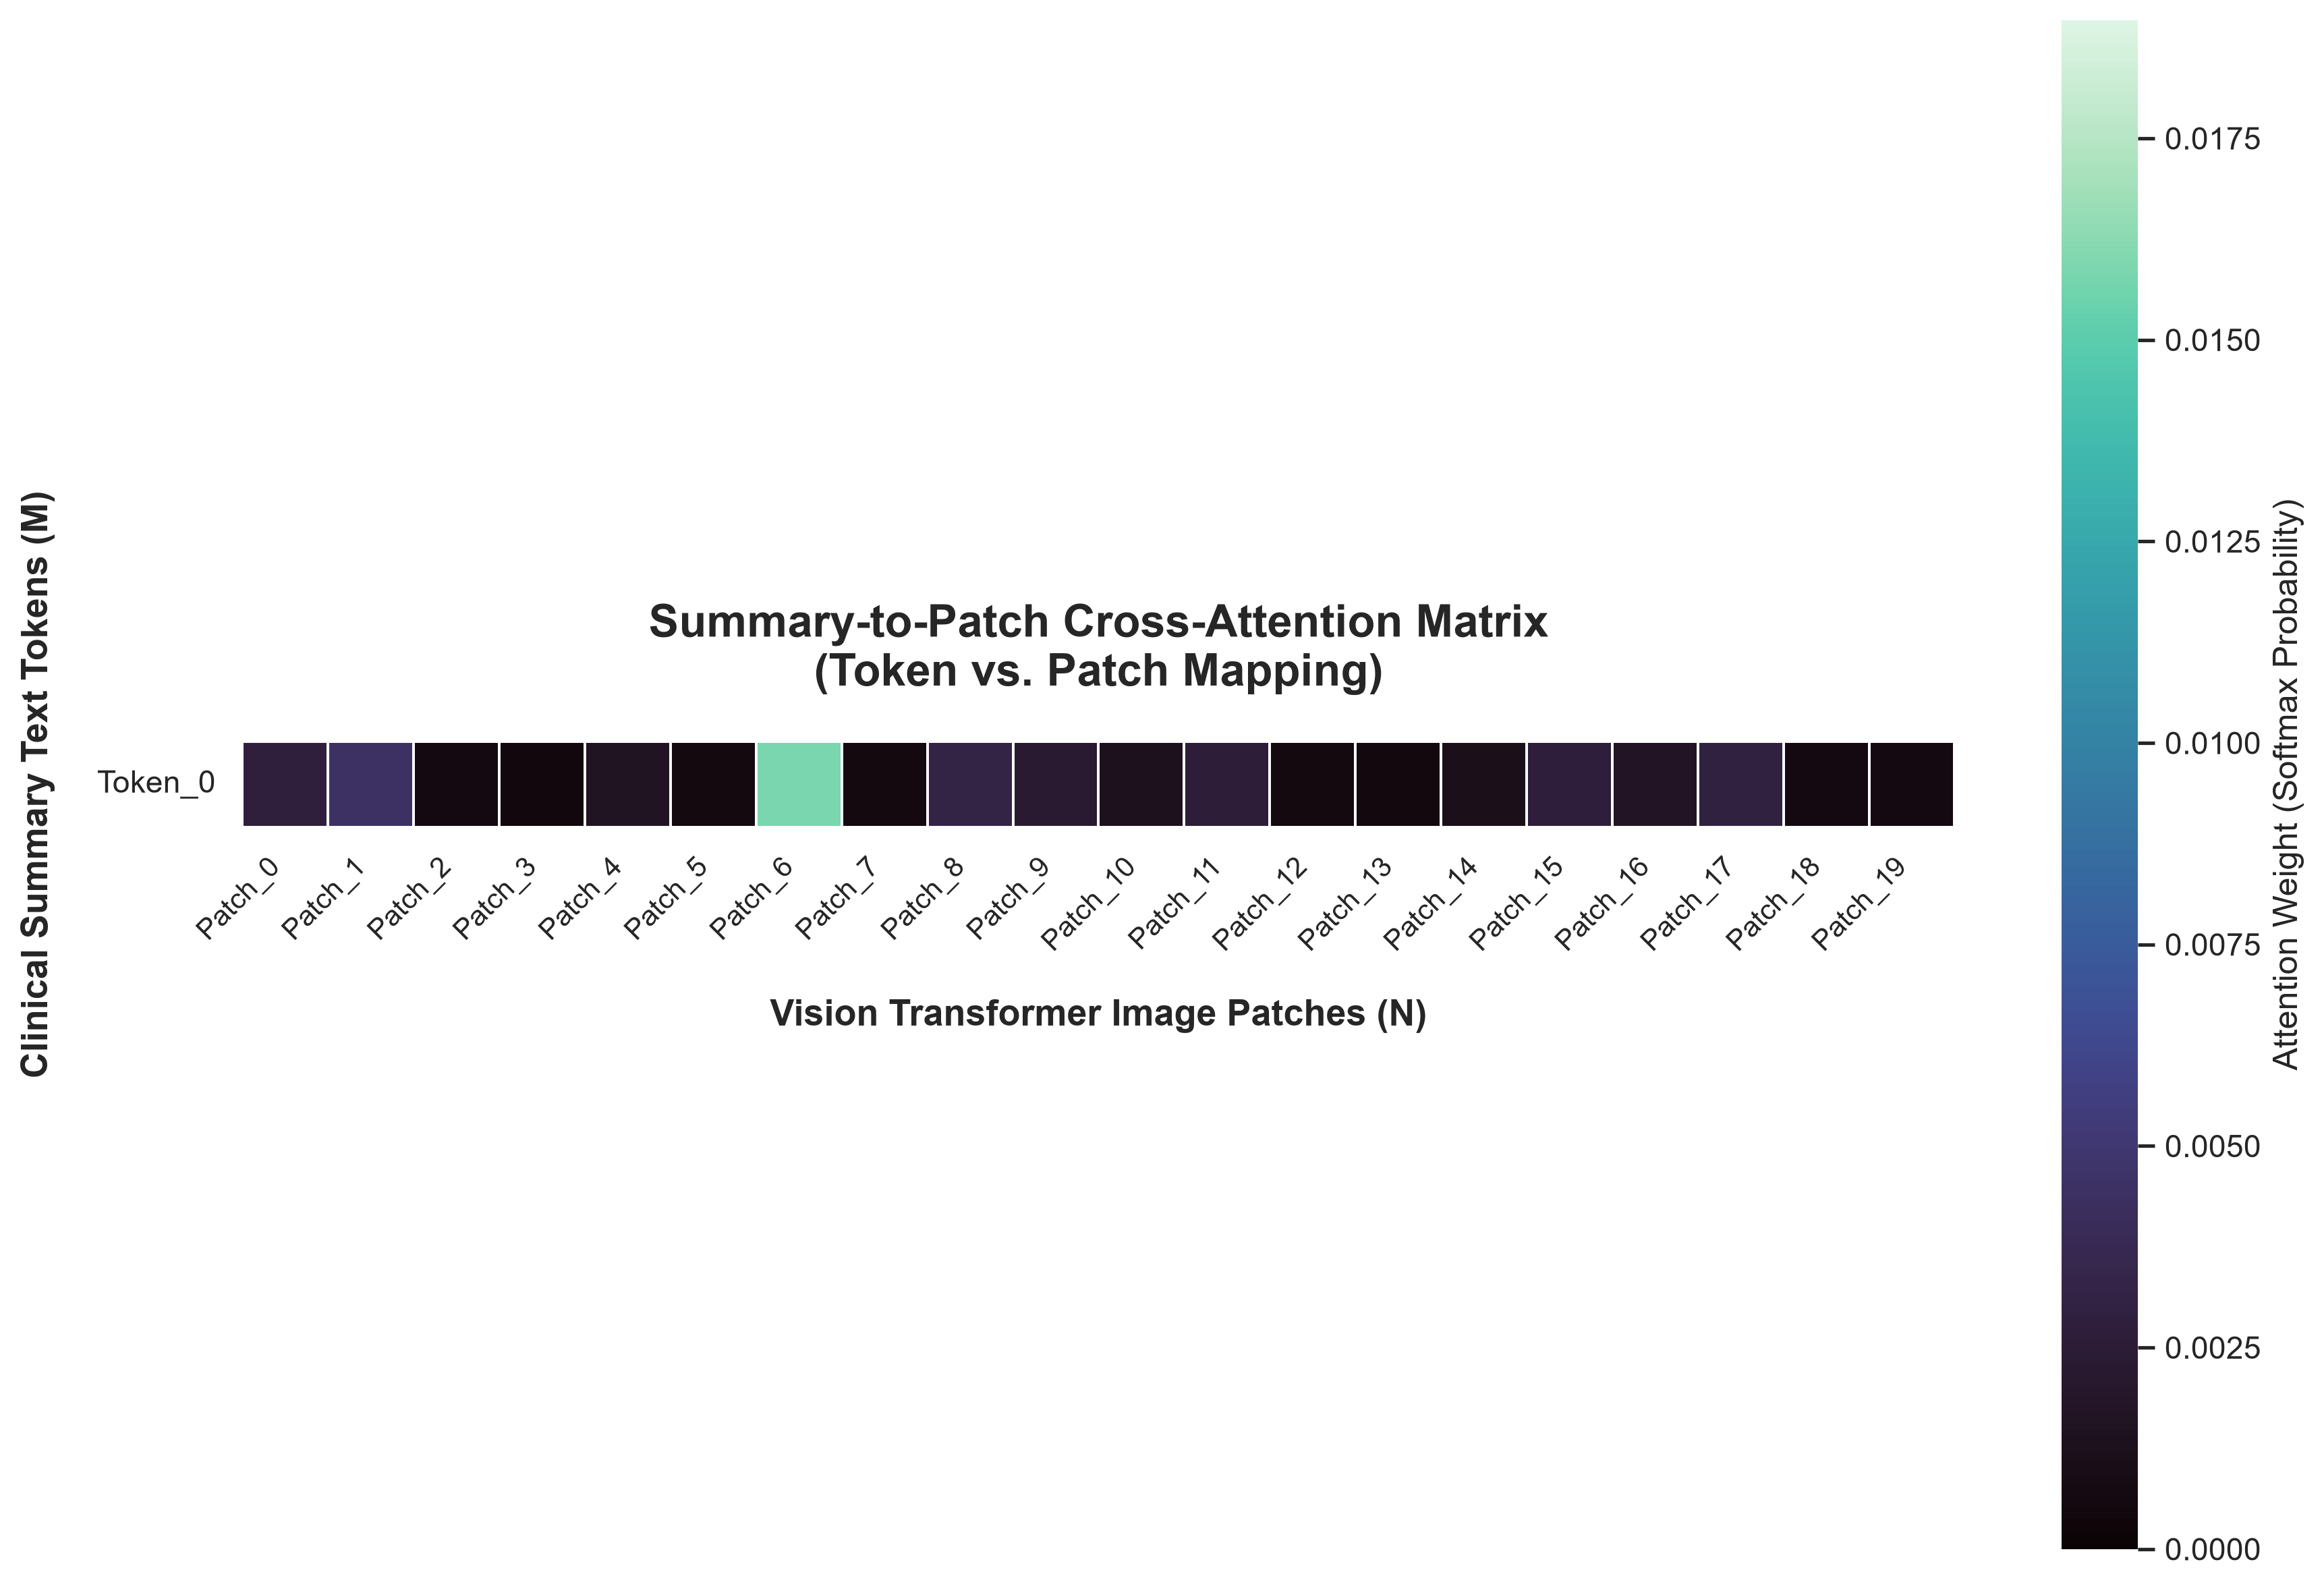 Summary-to-Patch Cross-Attention Matrix
(Token vs. Patch Mapping)
Clinical Summary Text Tokens (M)
Token_0
Patch_0
Patch_1
Patch_2
Patch_3
Patch_4
Patch_5
Patch_6
Patch_7
Patch_8
Patch_9
Patch_10
Patch_11
Patch_12
Patch_13
Patch_14
Patch_15
Patch_16
Patch_17
Patch_18
Patch_19
Vision Transformer Image Patches (N)
0.0175
0.0150
0.0125
0.0100
0.0075
0.0050
0.0025
0.0000
Attention Weight (Softmax Probability)